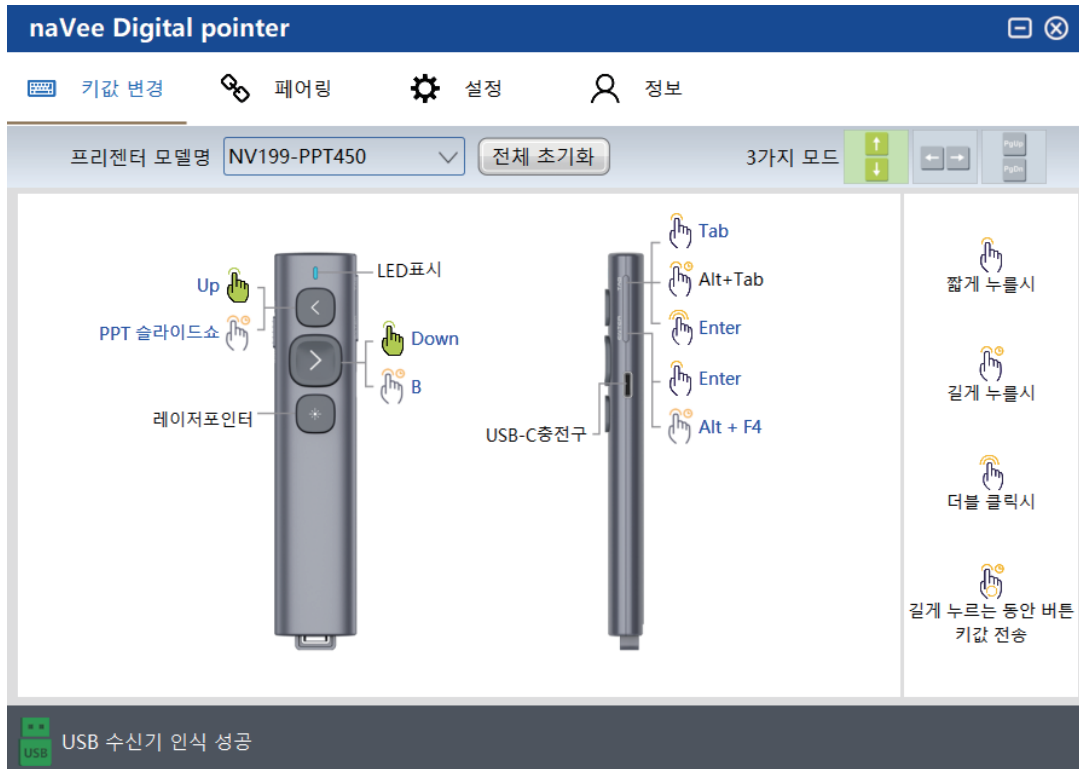 naVee Digital pointer
키값 변경
페어링
설정
정보
프리젠터 모델명
NV199-PPT450
전체 초기화
3가지 모드
PgUp
PgDn
Up
PPT 슬라이드쇼
LED표시
Down
B
레이저포인터
TAB
ENTER
Tab
Alt+Tab
Enter
Enter
Alt + F4
USB-C충전구
짧게 누를시
길게 누를시
더블 클릭시
길게 누르는 동안 버튼
키값 전송
USB
USB 수신기 인식 성공